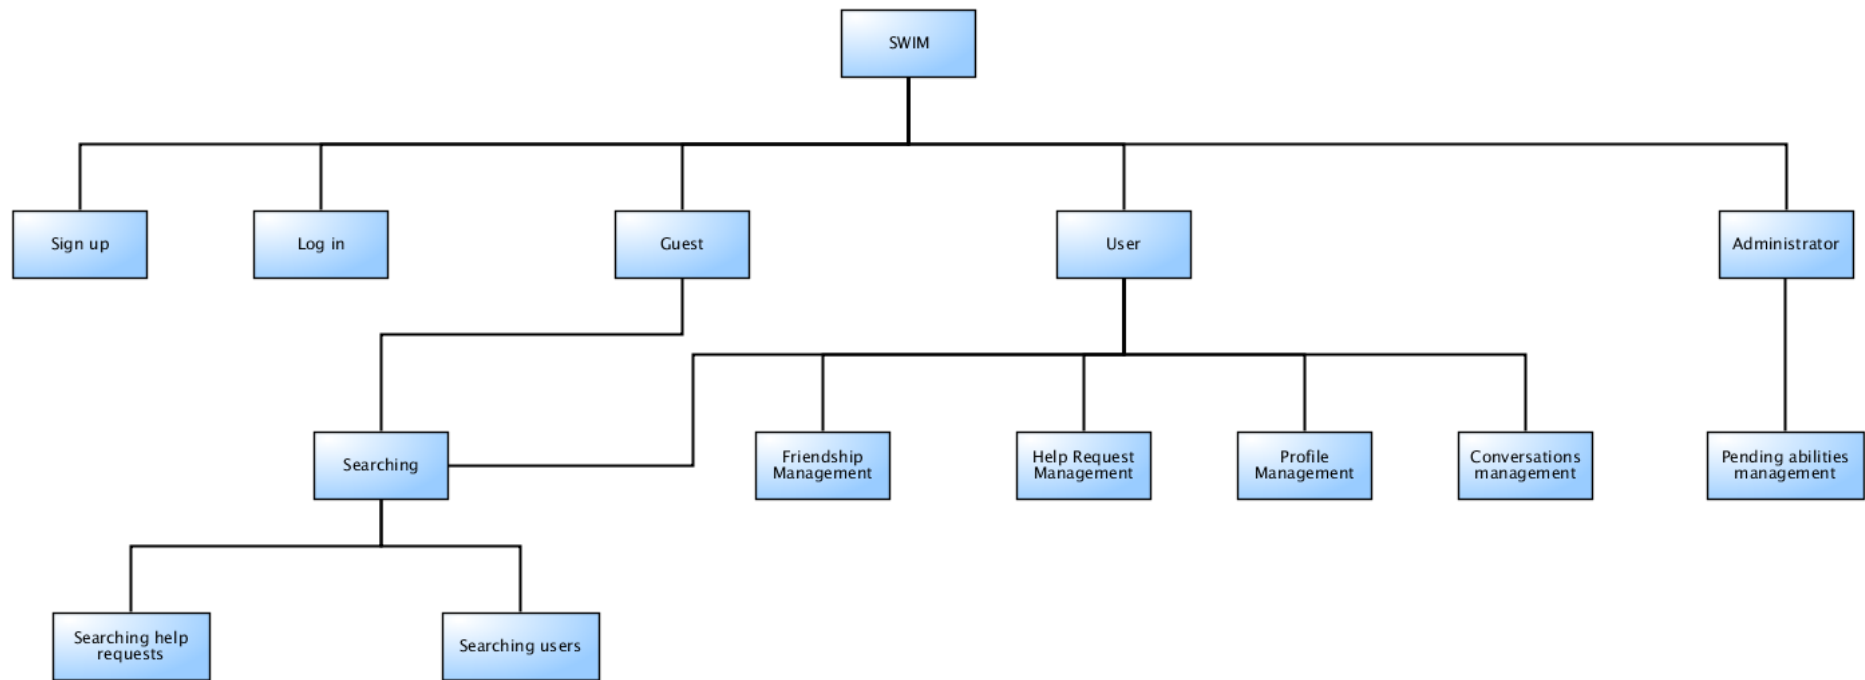 SWIM
Sign up
Log in
Guest
User
Administrator
Searching
Friendship
Management
Help Request
Management
Profile
Management
Conversations
management
Pending abilities
management
Searching help
requests
Searching users